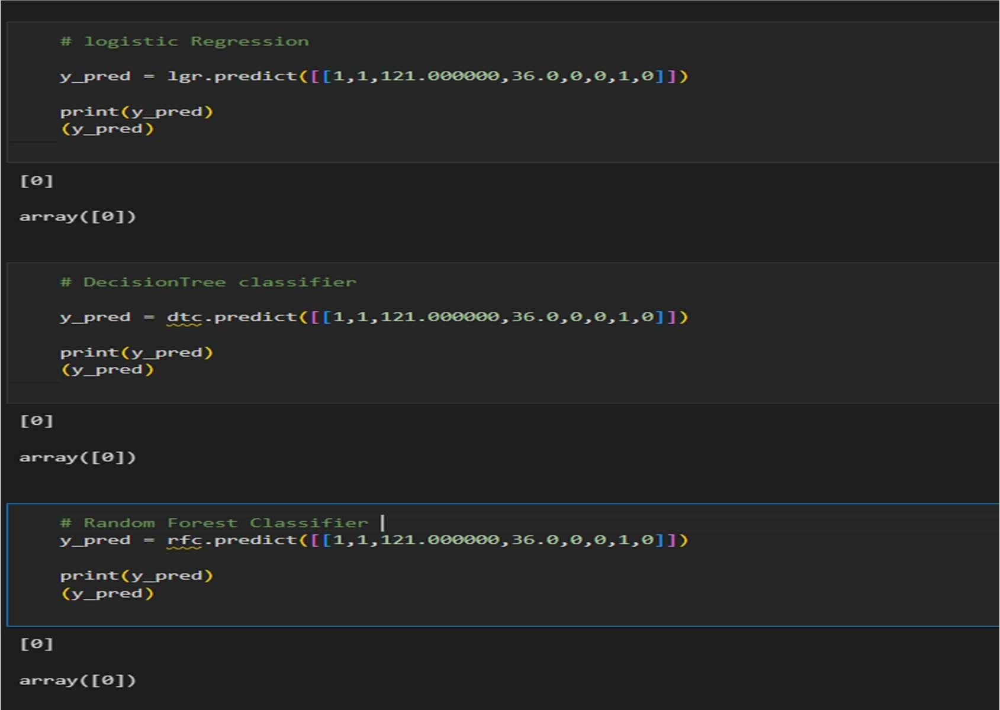 # logistic Regression
y_pred = lgr.predict([[1,1,121.000000,36.0,0,0,1,0]])
print(y_pred)
(y_pred)
[0]
array([0])
# DecisionTree classifier
y_pred = dtc.predict([[1,1,121.000000,36.0,0,0,1,0]])
print(y_pred)
(y_pred)
[0]
array([0])
# Random Forest Classifier
y_pred = rfc.predict([[1,1,121.000000,36.0,0,0,1,0]])
print(y_pred)
(y_pred)
[0]
array([0])